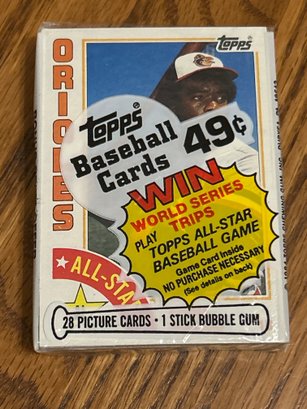 ORIOLES
Topps
Topps
Baseball
Cards
49¢
WIN
WORLD SERIES
TRIPS
PLAY
TOPPS ALL-STAR
BASEBALL GAME
Game Card Inside
NO PURCHASE NECESSARY
(See details on back)
ALL-STA
28 PICTURE CARDS • 1 STICK BUBBLE GUM